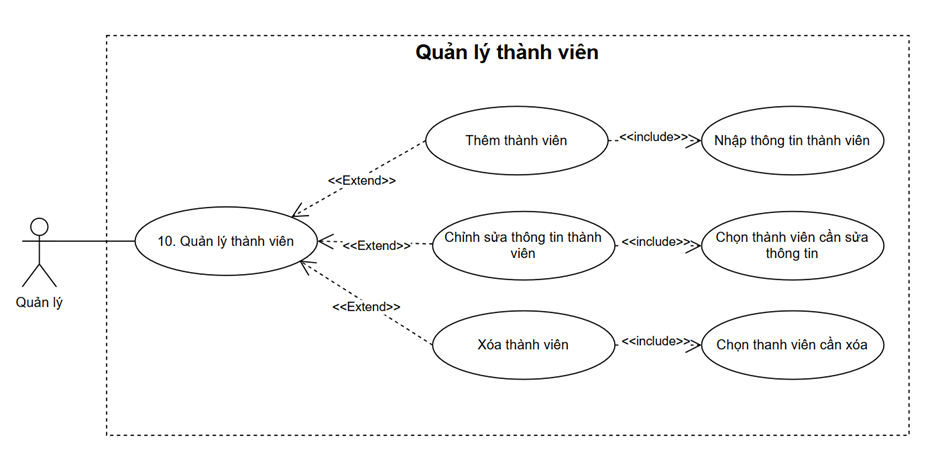 Quản lý thành viên
Thêm thành viên
<<include>>
Nhập thông tin thành viên
<<Extend>>
10. Quản lý thành viên
<<Extend>>
Chỉnh sửa thông tin thành
viên
<<include>>
Chọn thành viên cần sửa
thông tin
Quản lý
<<Extend>>
Xóa thành viên
<<include>>
Chọn thanh viên cần xóa